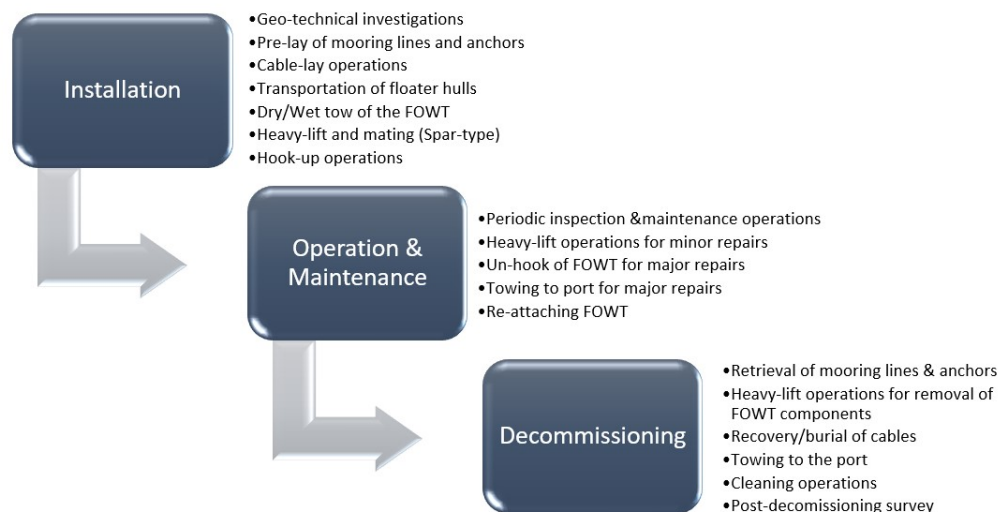 Installation
•Geo-technical investigations
•Pre-lay of mooring lines and anchors
•Cable-lay operations
•Transportation of floater hulls
•Dry/Wet tow of the FOWT
•Heavy-lift and mating (Spar-type)
•Hook-up operations
Operation &
Maintenance
•Periodic inspection &maintenance operations
•Heavy-lift operations for minor repairs
•Un-hook of FOWT for major repairs
•Towing to port for major repairs
•Re-attaching FOWT
Decommissioning
•Retrieval of mooring lines & anchors
•Heavy-lift operations for removal of
FOWT components
•Recovery/burial of cables
•Towing to the port
•Cleaning operations
•Post-decomissioning survey